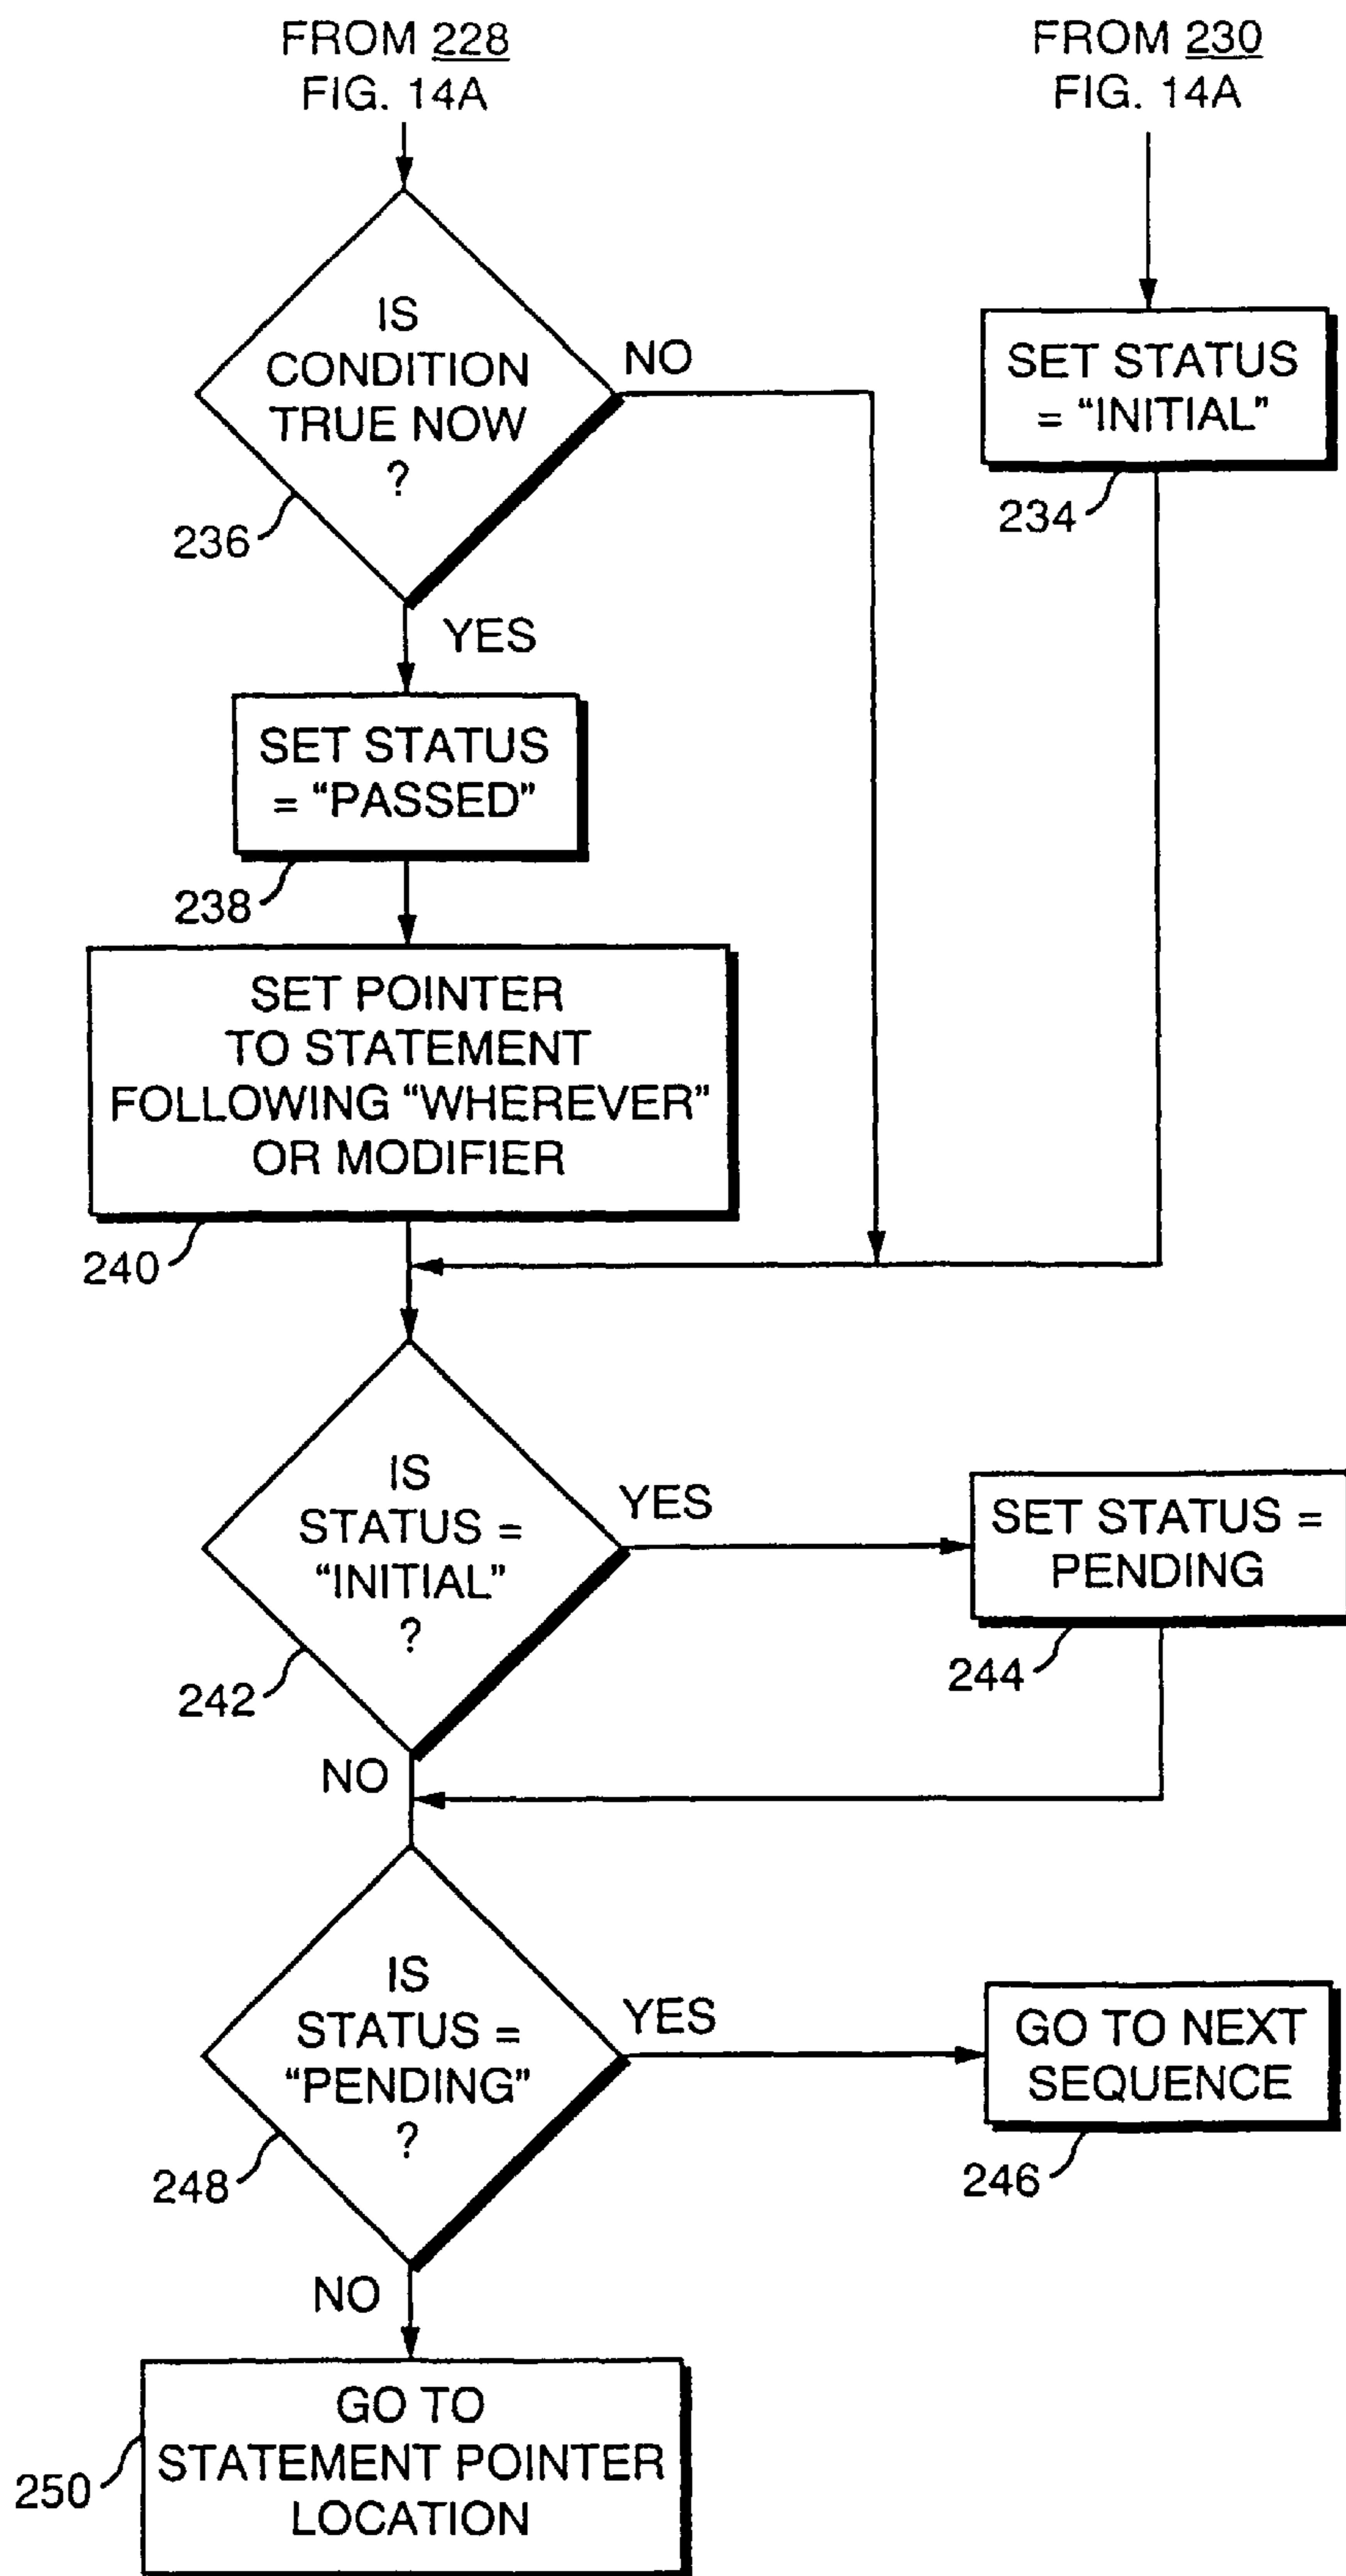 FROM 228
FIG. 14A
FROM 230
FIG. 14A
IS
CONDITION
TRUE NOW
?
NO
236
YES
SET STATUS
= "INITIAL"
234
SET STATUS
= “PASSED”
238
SET POINTER
TO STATEMENT
FOLLOWING “WHEREVER”
OR MODIFIER
240
IS
STATUS =
“INITIAL”
?
YES
242
NO
SET STATUS =
PENDING
244
IS
STATUS =
“PENDING”
?
YES
248
NO
GO TO NEXT
SEQUENCE
246
GO TO
STATEMENT POINTER
LOCATION
250